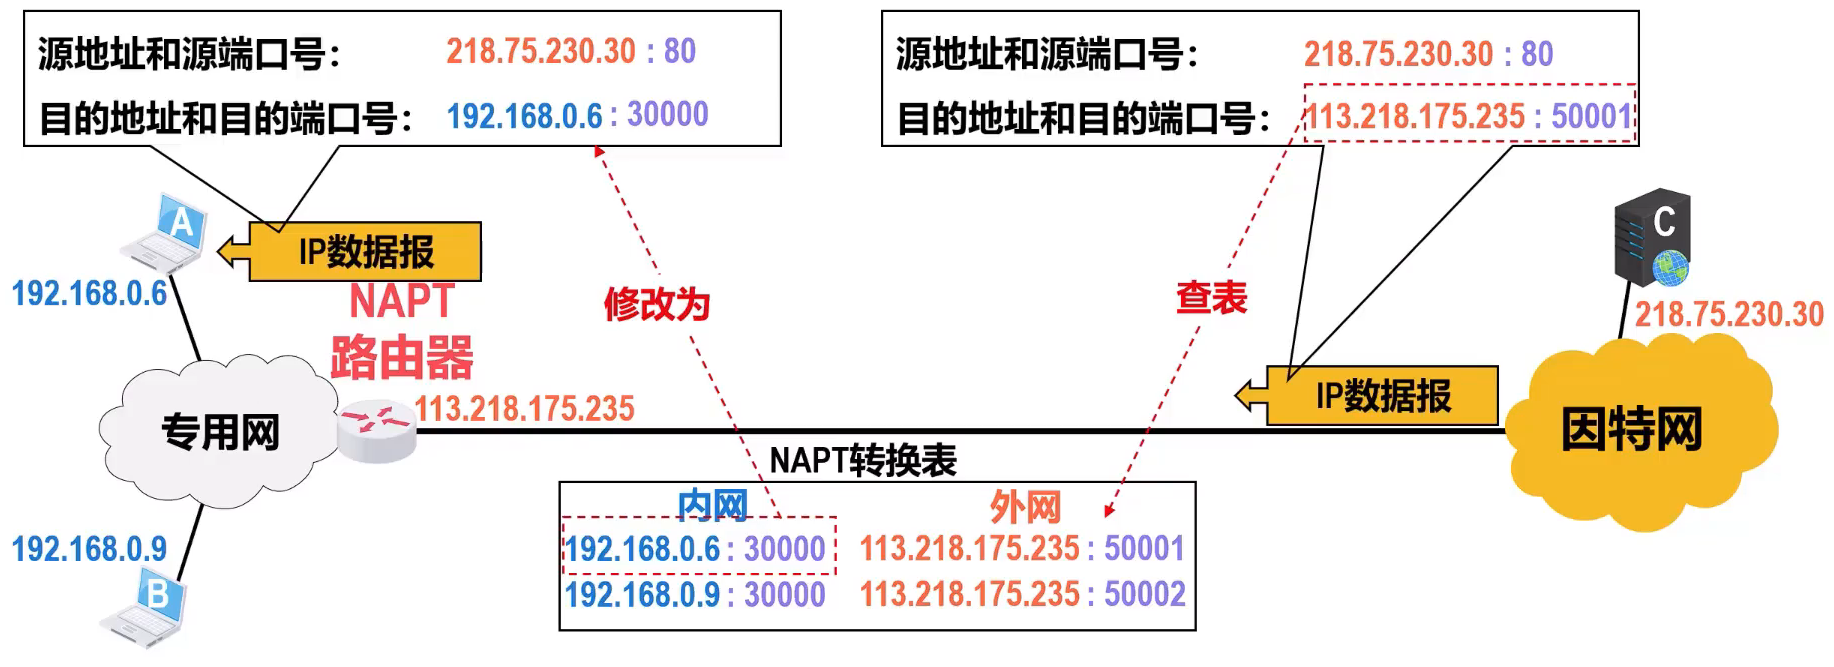 源地址和源端口号： 218.75.230.30 : 80
目的地址和目的端口号： 192.168.0.6 : 30000
源地址和源端口号： 218.75.230.30 : 80
目的地址和目的端口号： 113.218.175.235 : 50001
A
IP数据报
192.168.0.6
NAPT
路由器
修改为
查表
C
218.75.230.30
IP数据报
113.218.175.235
专用网
因特网
NAPT转换表
内网 外网
192.168.0.6 : 30000 113.218.175.235 : 50001
192.168.0.9 : 30000 113.218.175.235 : 50002
192.168.0.9
B